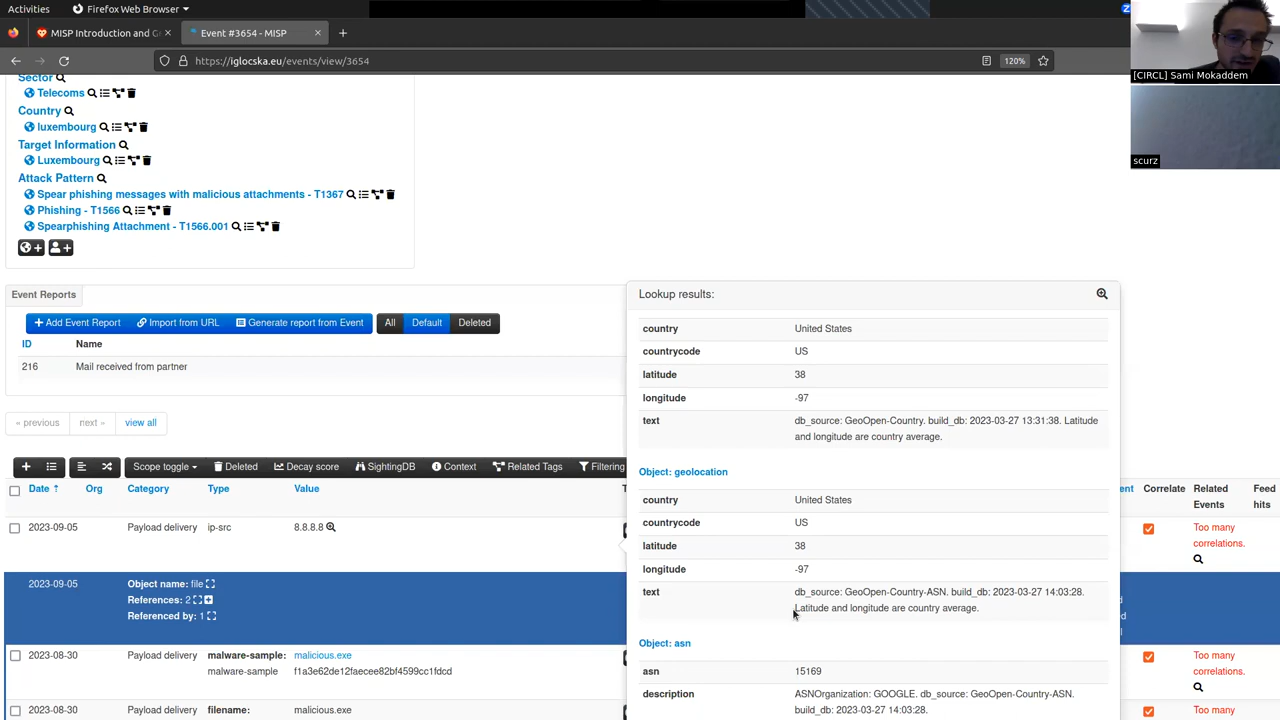 Activities
Firefox Web Browser
MISP Introduction and G
Event #3654 - MISP
https://iglocska.eu/events/view/3654
120%
[CIRCL] Sami Mokaddem
scurz
Sector
Telecoms
Country
luxembourg
Target Information
Luxembourg
Attack Pattern
Spear phishing messages with malicious attachments - T1367
Phishing - T1566
Spearphishing Attachment - T1566.001
Event Reports
+ Add Event Report
Import from URL
Generate report from Event
All
Default
Deleted
ID Name
216 Mail received from partner
« previous next » view all
Scope toggle
Deleted
Decay score
SightingDB
Context
Related Tags
Filtering
Date Org Category Type Value
Correlate Related Events Feed hits
2023-09-05 Payload delivery ip-src 8.8.8.8
Too many correlations.
2023-09-05 Object name: file
References: 2
Referenced by: 1
2023-08-30 Payload delivery malware-sample: malicious.exe
malware-sample f1a3e62de12faecee82bf4599cc1fdcd
Too many correlations.
2023-08-30 Payload delivery filename: malicious.exe
Too many
Lookup results:
country United States
countrycode US
latitude 38
longitude -97
text db_source: GeoOpen-Country. build_db: 2023-03-27 13:31:38. Latitude
and longitude are country average.
Object: geolocation
country United States
countrycode US
latitude 38
longitude -97
text db_source: GeoOpen-Country-ASN. build_db: 2023-03-27 14:03:28.
Latitude and longitude are country average.
Object: asn
asn 15169
description ASNOrganization: GOOGLE. db_source: GeoOpen-Country-ASN.
build_db: 2023-03-27 14:03:28.